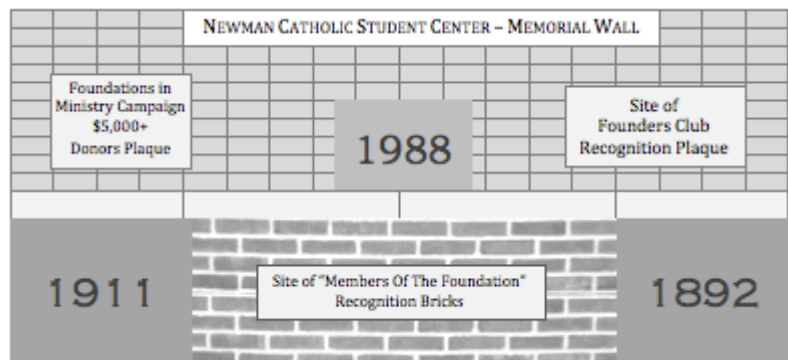 NEWMAN CATHOLIC STUDENT CENTER – MEMORIAL WALL
Foundations in
Ministry Campaign
$5,000+
Donors Plaque
1988
Site of
Founders Club
Recognition Plaque
1911
Site of "Members Of The Foundation"
Recognition Bricks
1892